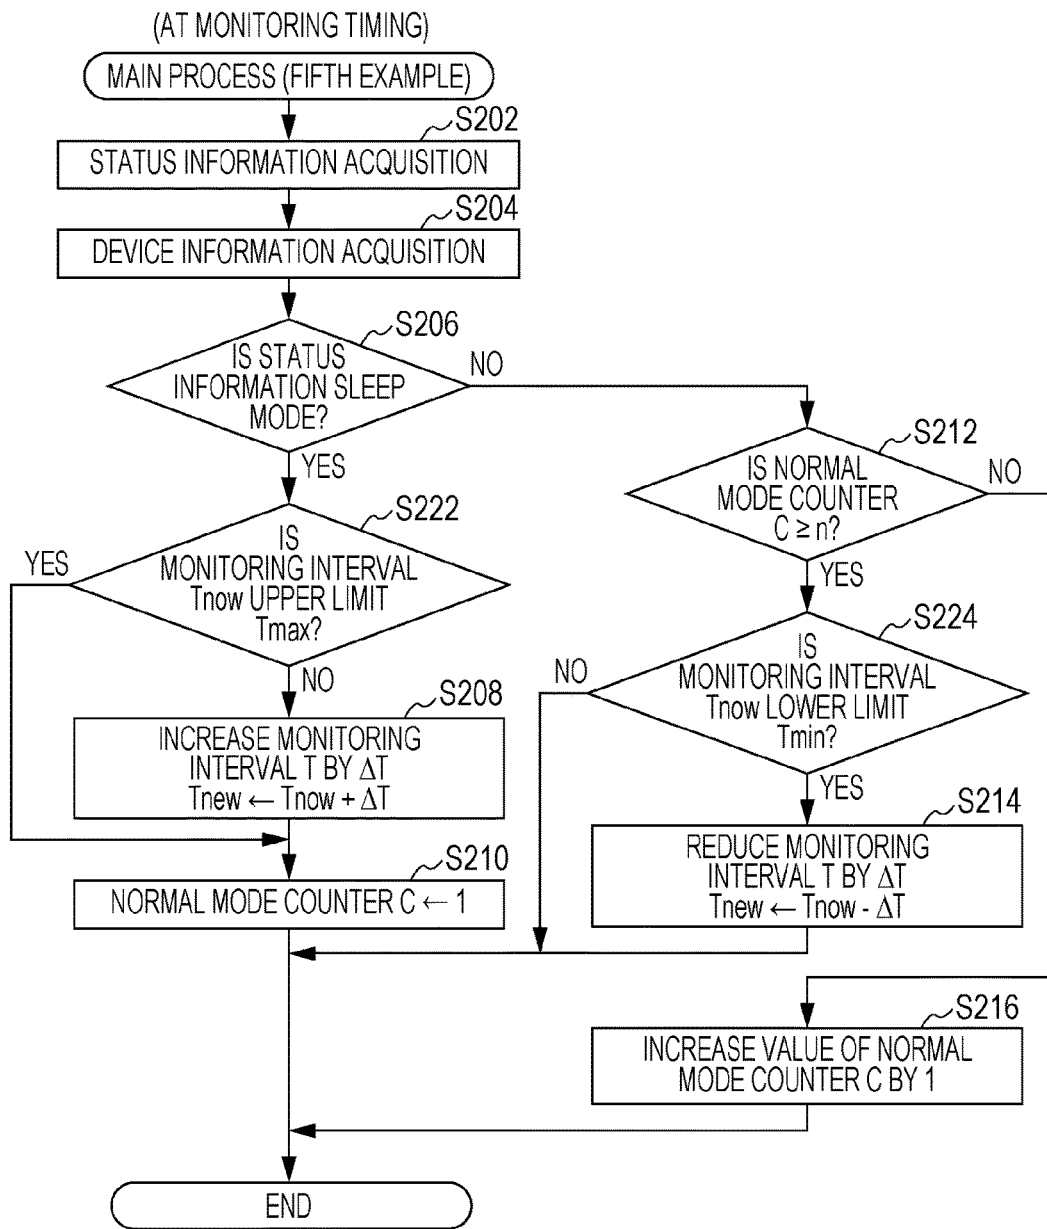 (AT MONITORING TIMING)
MAIN PROCESS (FIFTH EXAMPLE)
S202
STATUS INFORMATION ACQUISITION
S204
DEVICE INFORMATION ACQUISITION
S206
IS STATUS
INFORMATION SLEEP
MODE?
NO
YES
S212
IS NORMAL
MODE COUNTER
C ≥ n?
NO
YES
S222
IS
MONITORING INTERVAL
Tnow UPPER LIMIT
Tmax?
YES
NO
S224
IS
MONITORING INTERVAL
Tnow LOWER LIMIT
Tmin?
NO
YES
S208
INCREASE MONITORING
INTERVAL T BY ΔT
Tnew ← Tnow + ΔT
S214
REDUCE MONITORING
INTERVAL T BY ΔT
Tnew ← Tnow - ΔT
S210
NORMAL MODE COUNTER C ← 1
S216
INCREASE VALUE OF NORMAL
MODE COUNTER C BY 1
END